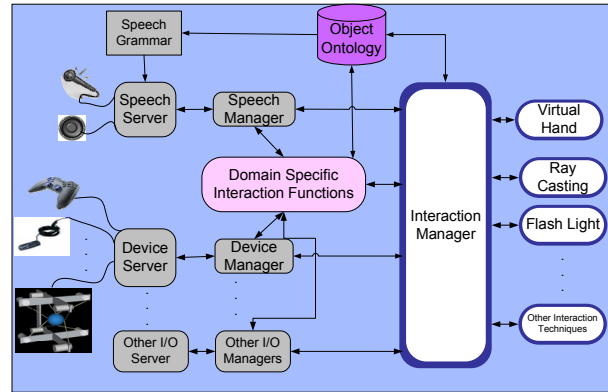 Speech
Grammar
Object
Ontology
Speech
Server
Speech
Manager
Domain Specific
Interaction Functions
Device
Server
Device
Manager
Other I/O
Server
Other I/O
Managers
Interaction
Manager
Virtual
Hand
Ray
Casting
Flash Light
Other Interaction
Techniques